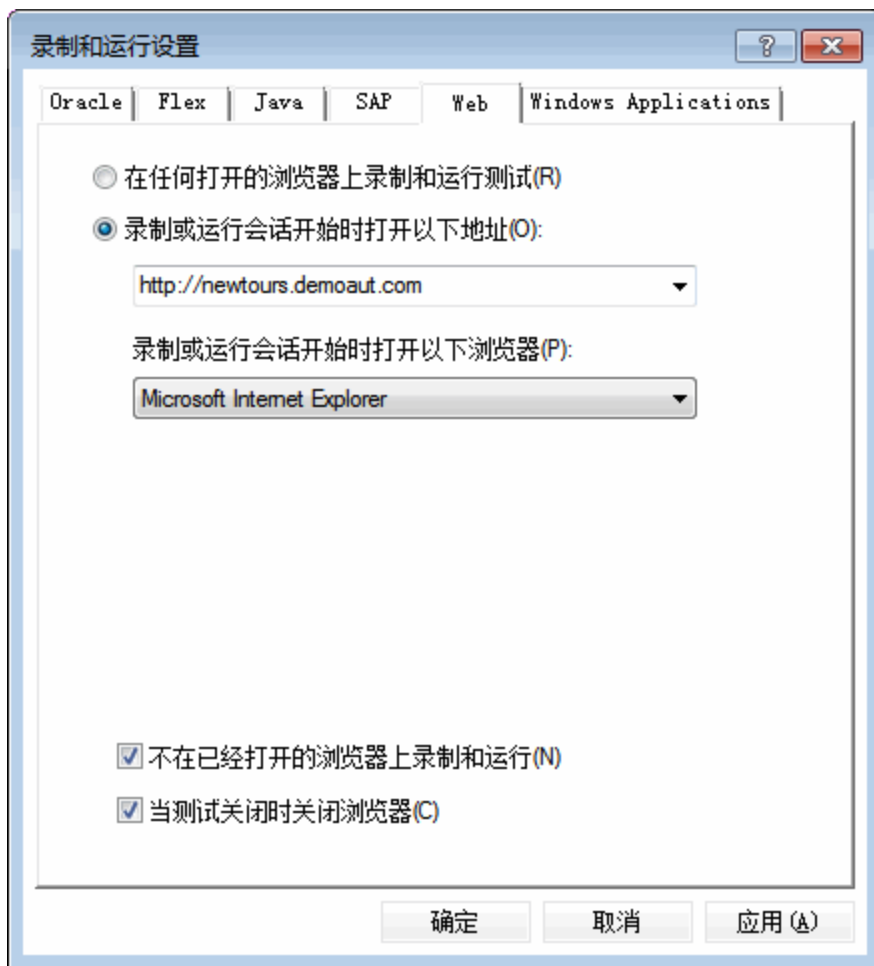 录制和运行设置
Oracle Flex Java SAP Web Windows Applications
在任何打开的浏览器上录制和运行测试(R)
录制或运行会话开始时打开以下地址(O):
http://newtours.demoaut.com
录制或运行会话开始时打开以下浏览器(P):
Microsoft Internet Explorer
不在已经打开的浏览器上录制和运行(N)
当测试关闭时关闭浏览器(C)
确定 取消 应用(A)